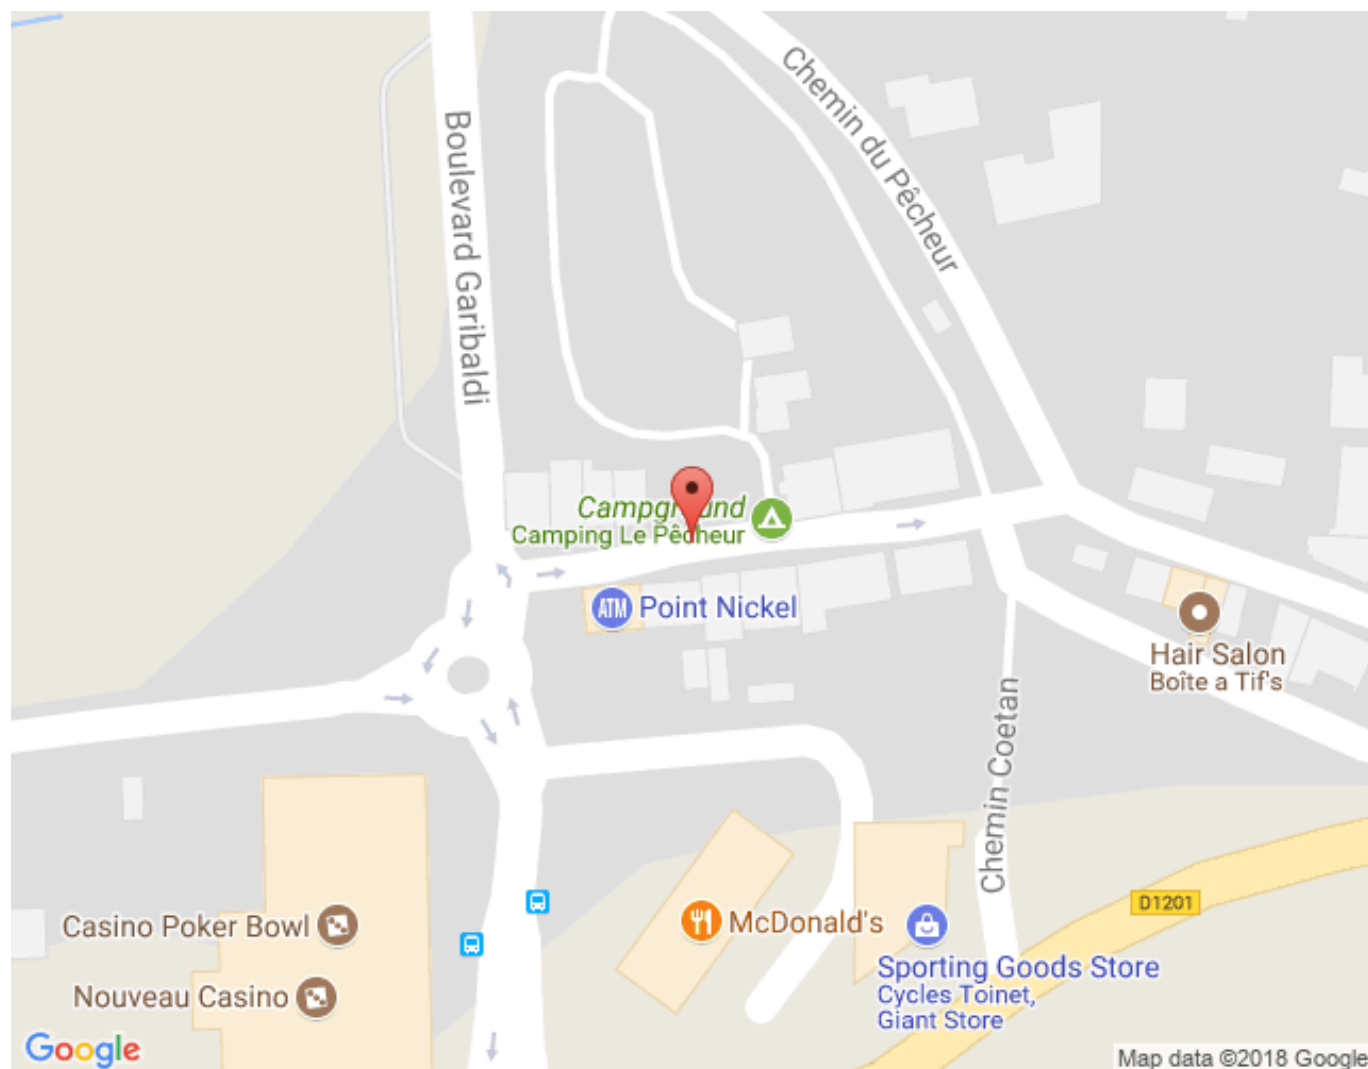 Chemin du Pêcheur
Boulevard Garibaldi
Campground
Camping Le Pêcheur
ATM
Point Nickel
Hair Salon
Boîte a Tif's
Chemin Coetan
D1201
Casino Poker Bowl
McDonald's
Sporting Goods Store
Cycles Toinet,
Giant Store
Nouveau Casino
Google
Map data ©2018 Google